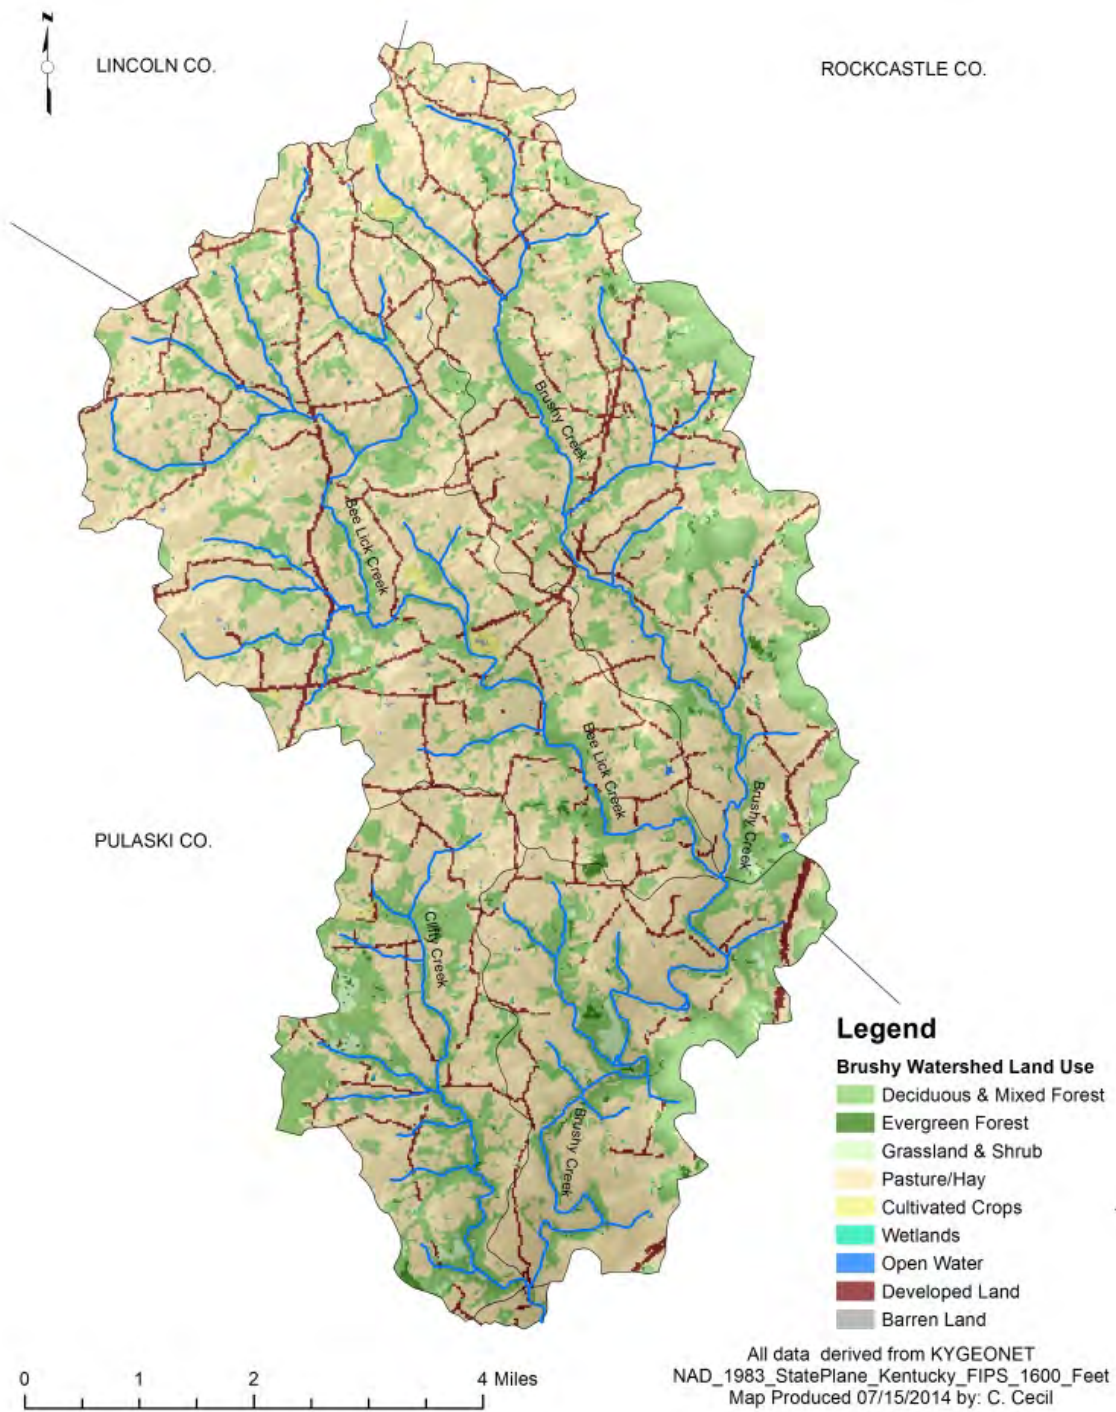 N
LINCOLN CO.
ROCKCASTLE CO.
Brushy Creek
Bee Lick Creek
Bee Lick Creek
Brushy Creek
PULASKI CO.
Clifty Creek
Brushy Creek
Legend
Brushy Watershed Land Use
Deciduous & Mixed Forest
Evergreen Forest
Grassland & Shrub
Pasture/Hay
Cultivated Crops
Wetlands
Open Water
Developed Land
Barren Land
All data derived from KYGEONET
NAD_1983_StatePlane_Kentucky_FIPS_1600_Feet
Map Produced 07/15/2014 by: C. Cecil
0 1 2 4 Miles